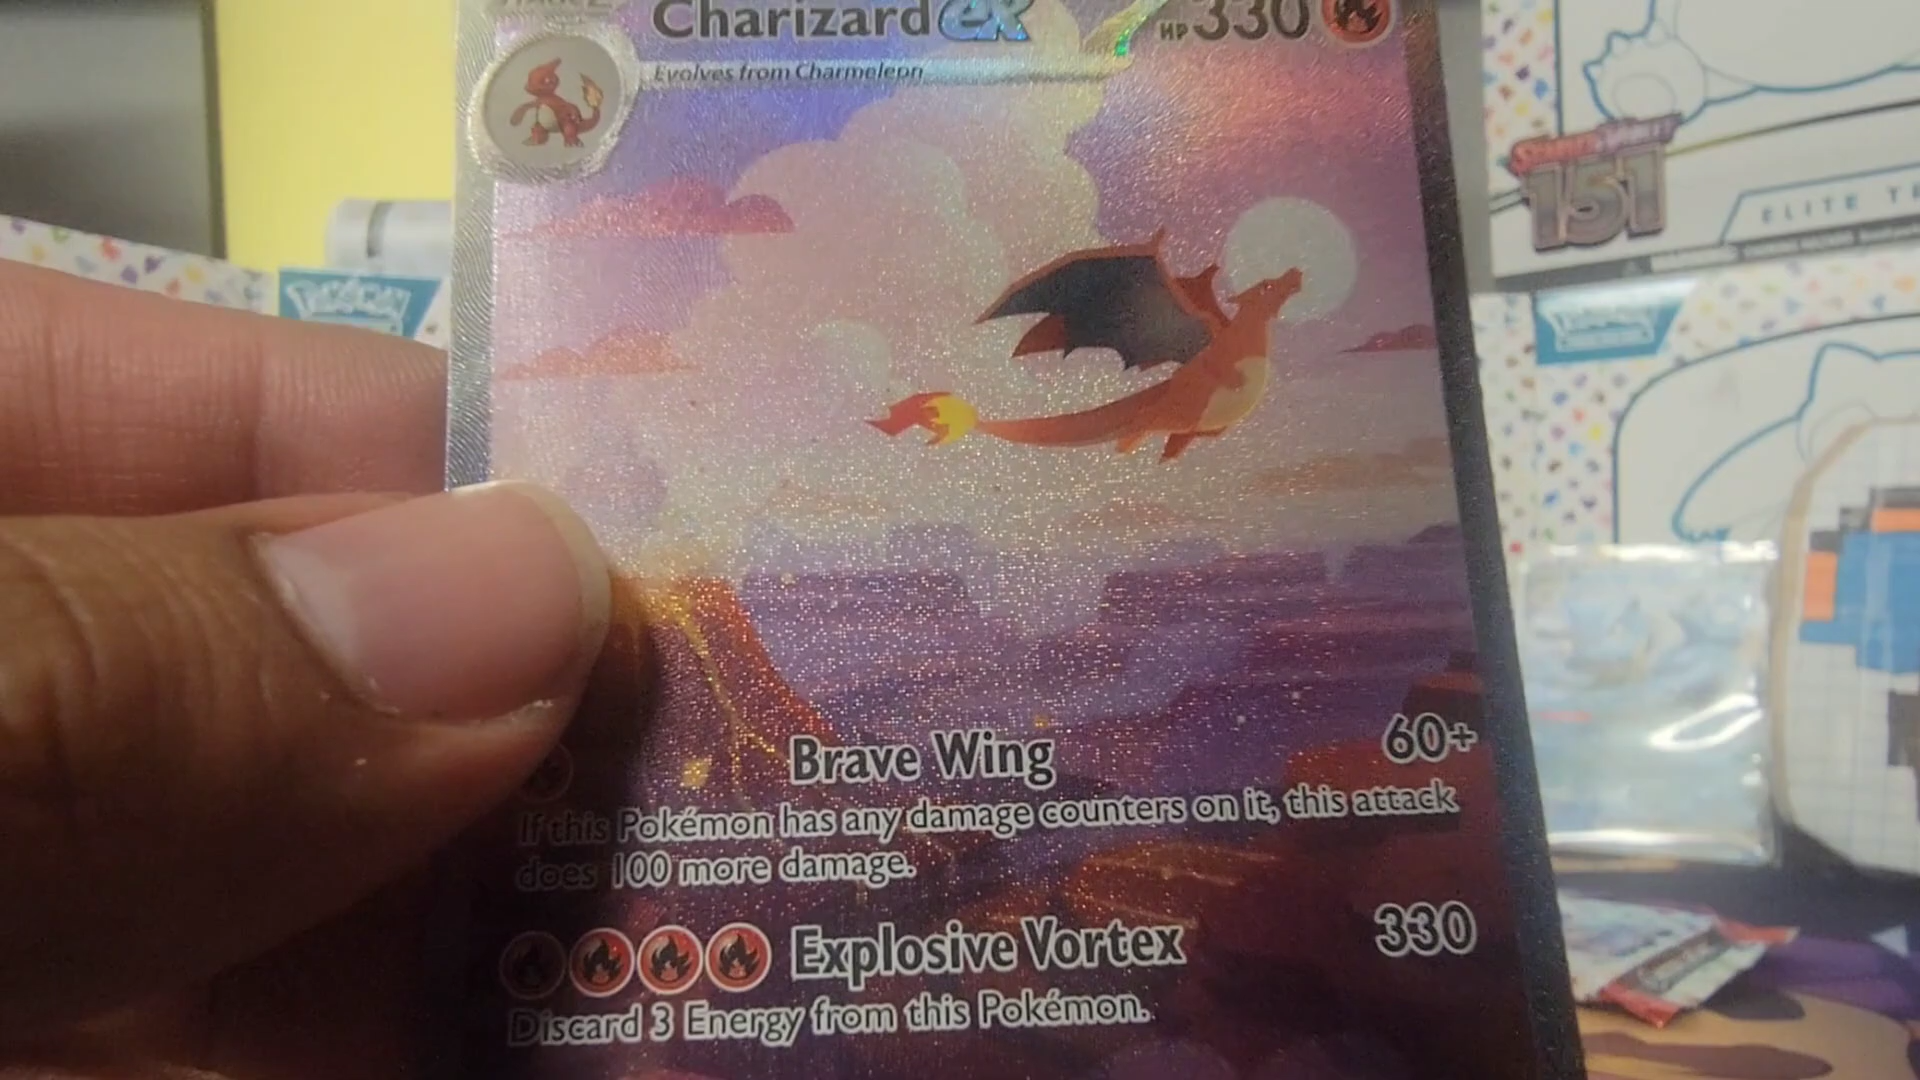 Charizard ex HP 330
Evolves from Charmeleon
Pokémon
151
ELITE
Pokémon
Brave Wing 60+
If this Pokémon has any damage counters on it, this attack
does 100 more damage.
Explosive Vortex 330
Discard 3 Energy from this Pokémon.